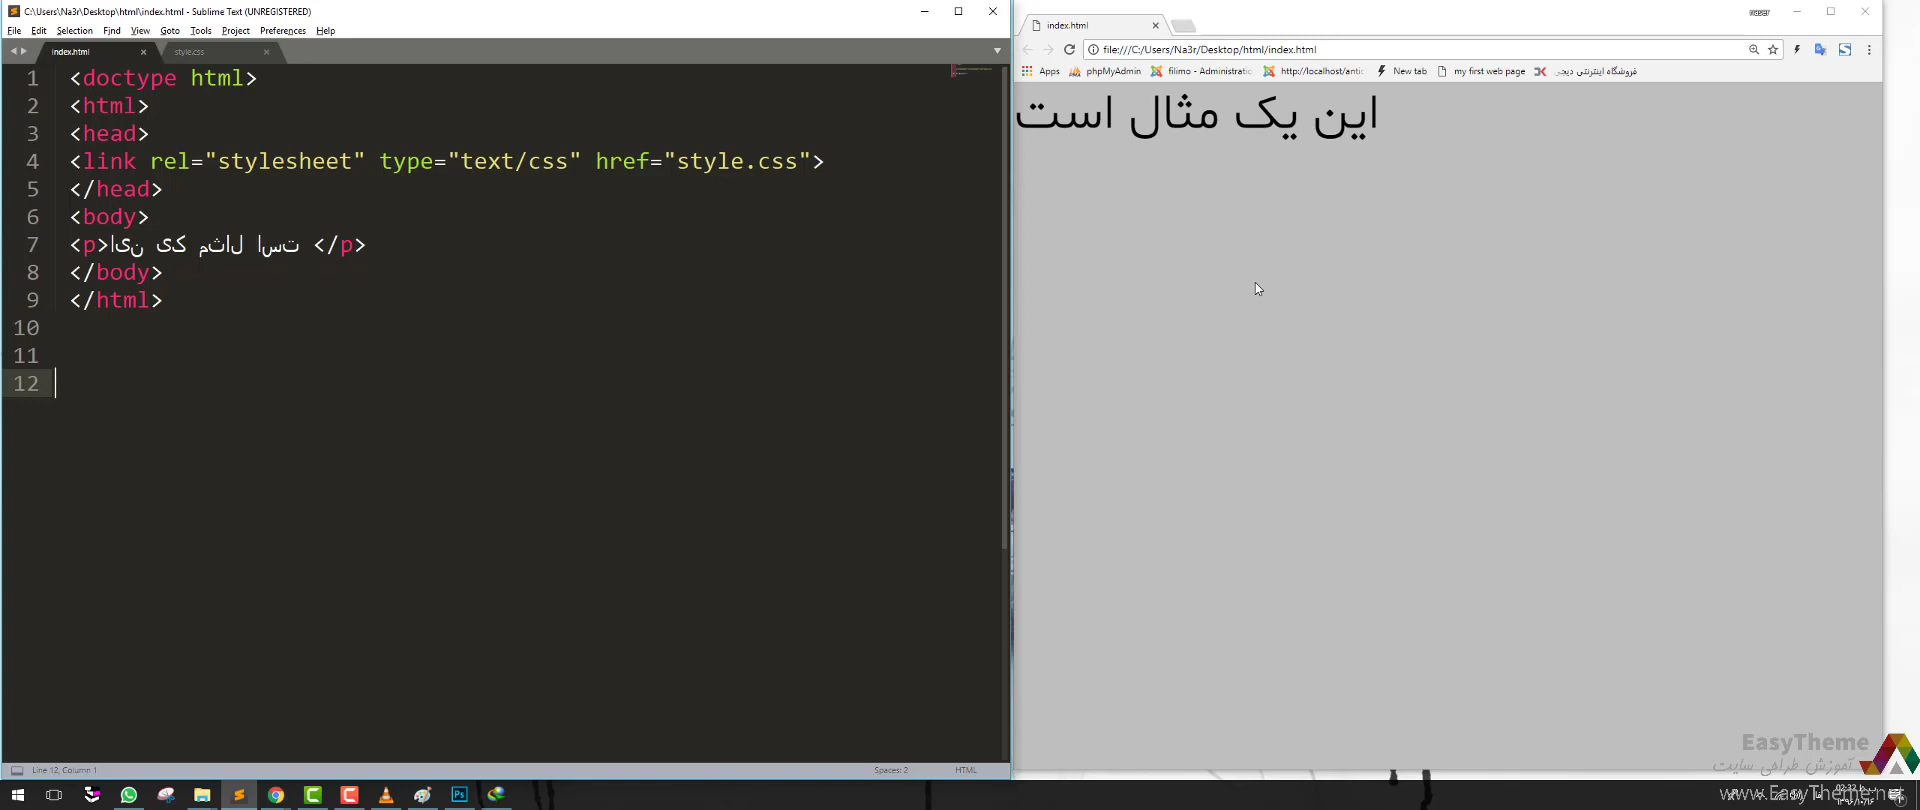 C:\Users\Na3r\Desktop\html\index.html - Sublime Text (UNREGISTERED)
File Edit Selection Find View Goto Tools Project Preferences Help
index.html style.css
1 <doctype html>
2 <html>
3 <head>
4 <link rel="stylesheet" type="text/css" href="style.css">
5 </head>
6 <body>
7 <p>این یک مثال است </p>
8 </body>
9 </html>
10
11
12
Line 12, Column 1 Spaces: 2 HTML
index.html naser
file:///C:/Users/Na3r/Desktop/html/index.html
Apps phpMyAdmin filimo - Administratio http://localhost/antic New tab my first web page فروشگاه اینترنتی دیجی
این یک مثال است
EasyTheme
آموزش طراحی سایت
www.EasyTheme.net